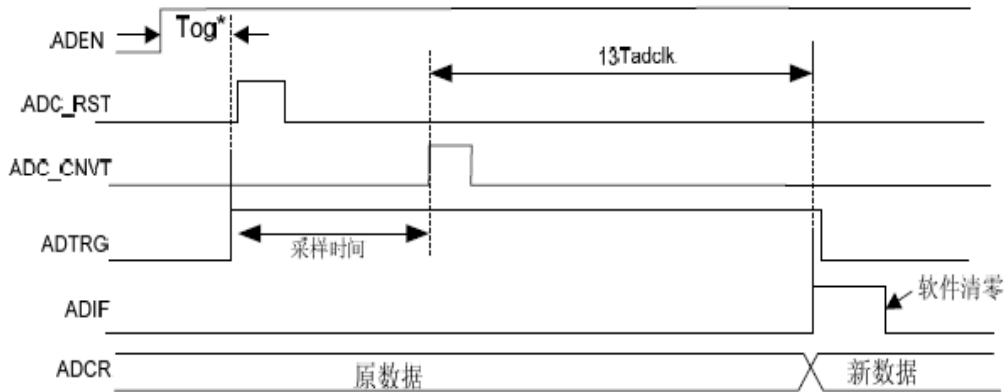 ADEN
Tog*
13Tadclk
ADC_RST
ADC_CNVT
ADTRG
采样时间
ADIF
软件清零
ADCR
原数据
新数据